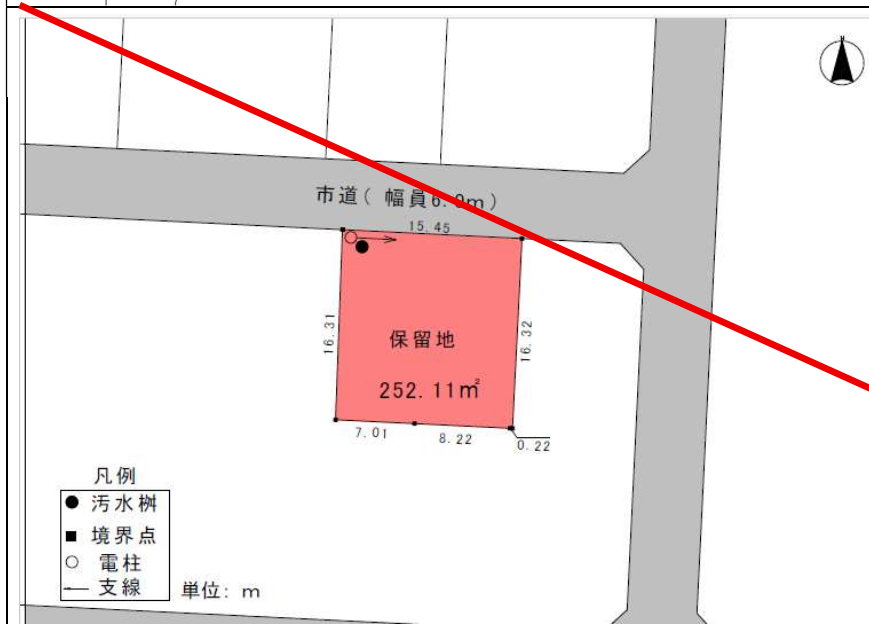 N
市道( 幅員6.0m)
15.45
16.31
16.32
保留地
252.11㎡
7.01
8.22
0.22
凡例
汚水桝
境界点
電柱
支線
単位: m